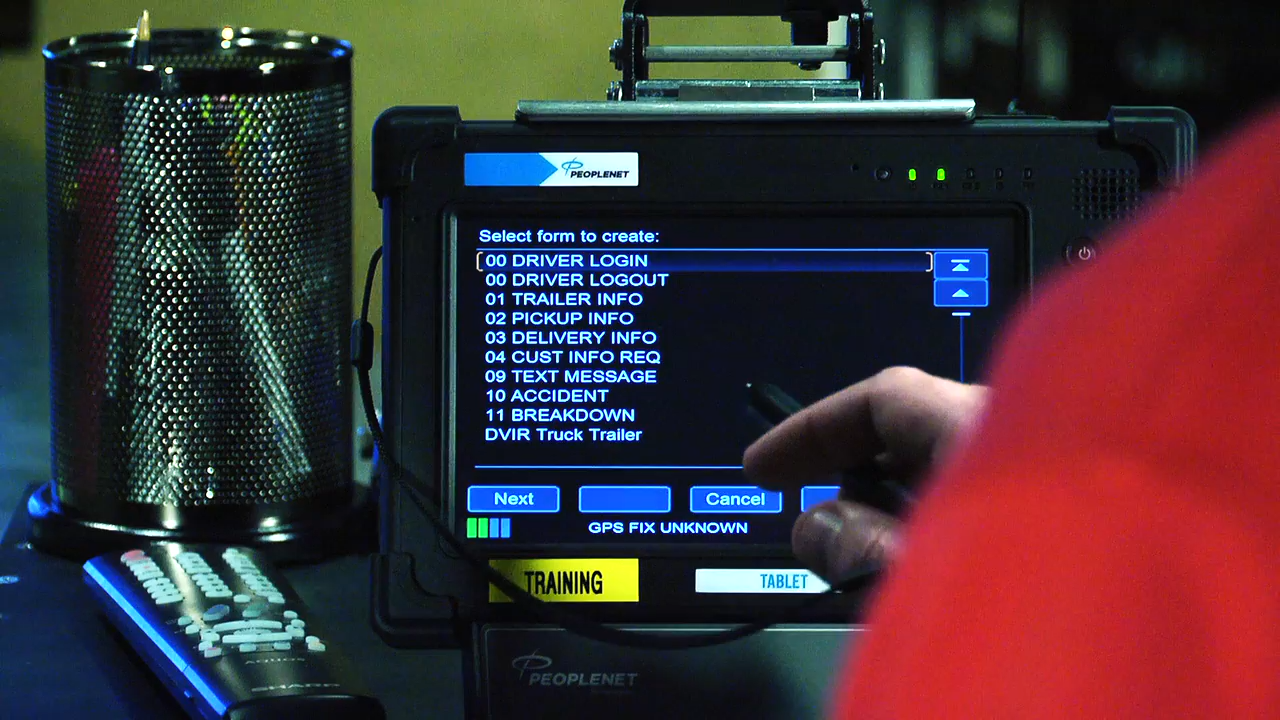 PEOPLENET
Select form to create:
00 DRIVER LOGIN
00 DRIVER LOGOUT
01 TRAILER INFO
02 PICKUP INFO
03 DELIVERY INFO
04 CUST INFO REQ
09 TEXT MESSAGE
10 ACCIDENT
11 BREAKDOWN
DVIR Truck Trailer
Next
Cancel
GPS FIX UNKNOWN
TRAINING
TABLET
PEOPLENET
AQUOS
SHARP